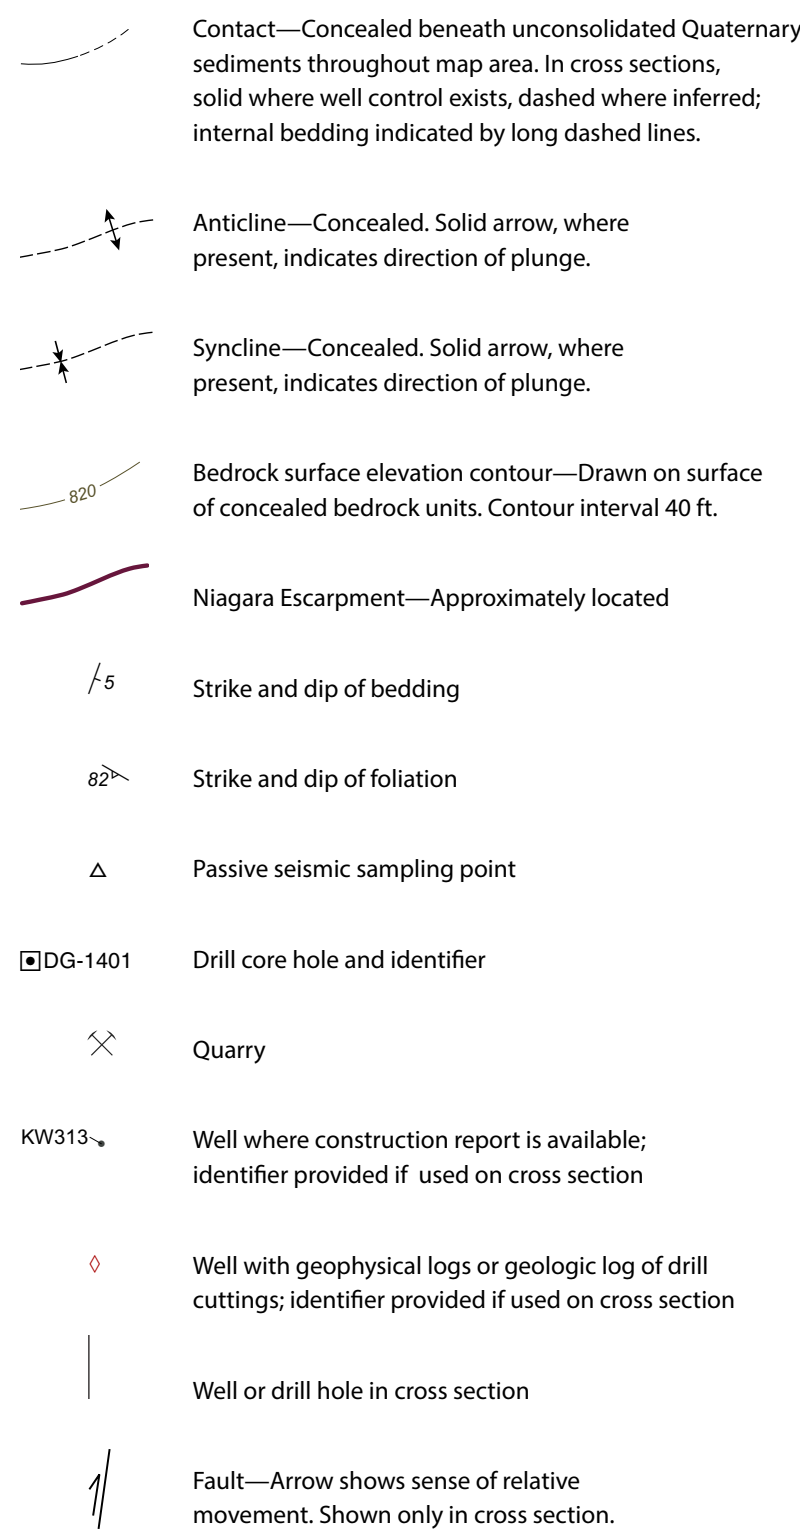 Contact—Concealed beneath unconsolidated Quaternary
sediments throughout map area. In cross sections,
solid where well control exists, dashed where inferred;
internal bedding indicated by long dashed lines.
Anticline—Concealed. Solid arrow, where
present, indicates direction of plunge.
Syncline—Concealed. Solid arrow, where
present, indicates direction of plunge.
820
Bedrock surface elevation contour—Drawn on surface
of concealed bedrock units. Contour interval 40 ft.
Niagara Escarpment—Approximately located
5 Strike and dip of bedding
82 Strike and dip of foliation
Passive seismic sampling point
DG-1401 Drill core hole and identifier
Quarry
KW313 Well where construction report is available;
identifier provided if used on cross section
Well with geophysical logs or geologic log of drill
cuttings; identifier provided if used on cross section
Well or drill hole in cross section
Fault—Arrow shows sense of relative
movement. Shown only in cross section.